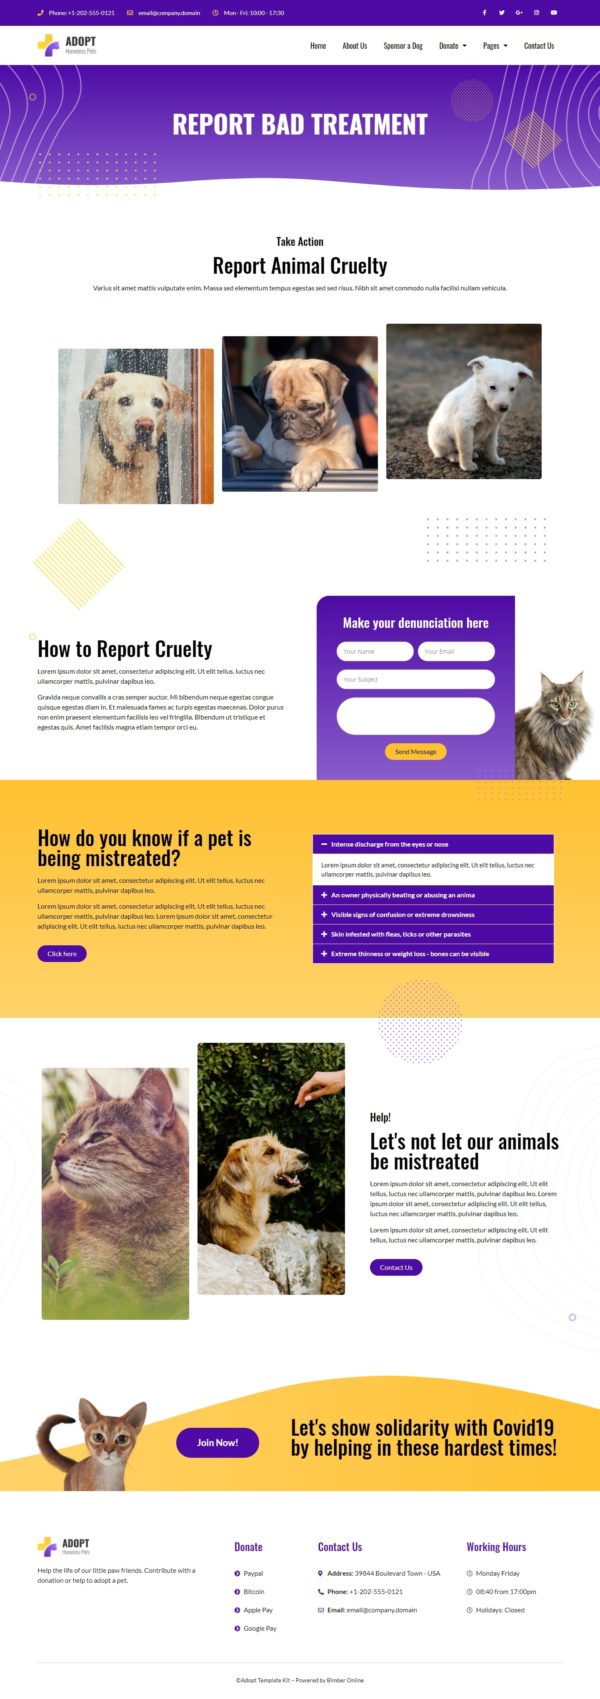 Phone: +1-202-555-0121
email@company.domain
Mon - Fri: 10:00 - 17:30
ADOPT
Homeless Pets
Home
About Us
Sponsor a Dog
Donate
Pages
Contact Us
REPORT BAD TREATMENT
Take Action
Report Animal Cruelty
Varius sit amet mattis vulputate enim. Massa sed elementum tempus egestas sed sed risus. Nibh sit amet commodo nulla facilisi nullam vehicula.
How to Report Cruelty
Lorem ipsum dolor sit amet, consectetur adipiscing elit. Ut elit tellus, luctus nec
ullamcorper mattis, pulvinar dapibus leo.
Gravida neque convallis a cras semper auctor. Mi bibendum neque egestas congue
quisque egestas diam in. Et malesuada fames ac turpis egestas maecenas. Dolor purus
non enim praesent elementum facilisis leo vel fringilla. Bibendum ut tristique et
egestas quis. Amet facilisis magna etiam tempor orci eu.
Make your denunciation here
Your Name
Your Email
Your Subject
Send Message
How do you know if a pet is
being mistreated?
Lorem ipsum dolor sit amet, consectetur adipiscing elit. Ut elit tellus, luctus nec
ullamcorper mattis, pulvinar dapibus leo.
Lorem ipsum dolor sit amet, consectetur adipiscing elit. Ut elit tellus, luctus nec
ullamcorper mattis, pulvinar dapibus leo. Lorem ipsum dolor sit amet, consectetur
adipiscing elit. Ut elit tellus, luctus nec ullamcorper mattis, pulvinar dapibus leo.
Click here
Intense discharge from the eyes or nose
Lorem ipsum dolor sit amet, consectetur adipiscing elit. Ut elit tellus, luctus nec
ullamcorper mattis, pulvinar dapibus leo.
An owner physically beating or abusing an anima
Visible signs of confusion or extreme drowsiness
Skin infested with fleas, ticks or other parasites
Extreme thinness or weight loss - bones can be visible
Help!
Let's not let our animals
be mistreated
Lorem ipsum dolor sit amet, consectetur adipiscing elit. Ut elit
tellus, luctus nec ullamcorper mattis, pulvinar dapibus leo. Lorem
ipsum dolor sit amet, consectetur adipiscing elit. Ut elit tellus,
luctus nec ullamcorper mattis, pulvinar dapibus leo.
Lorem ipsum dolor sit amet, consectetur adipiscing elit. Ut elit
tellus, luctus nec ullamcorper mattis, pulvinar dapibus leo.
Contact Us
Join Now!
Let's show solidarity with Covid19
by helping in these hardest times!
ADOPT
Homeless Pets
Help the life of our little paw friends. Contribute with a
donation or help to adopt a pet.
Donate
Paypal
Bitcoin
Apple Pay
Google Pay
Contact Us
Address: 39844 Boulevard Town - USA
Phone: +1-202-555-0121
Email: email@company.domain
Working Hours
Monday Friday
08:40 from 17:00pm
Holidays: Closed
©Adopt Template Kit – Powered by Bimber Online